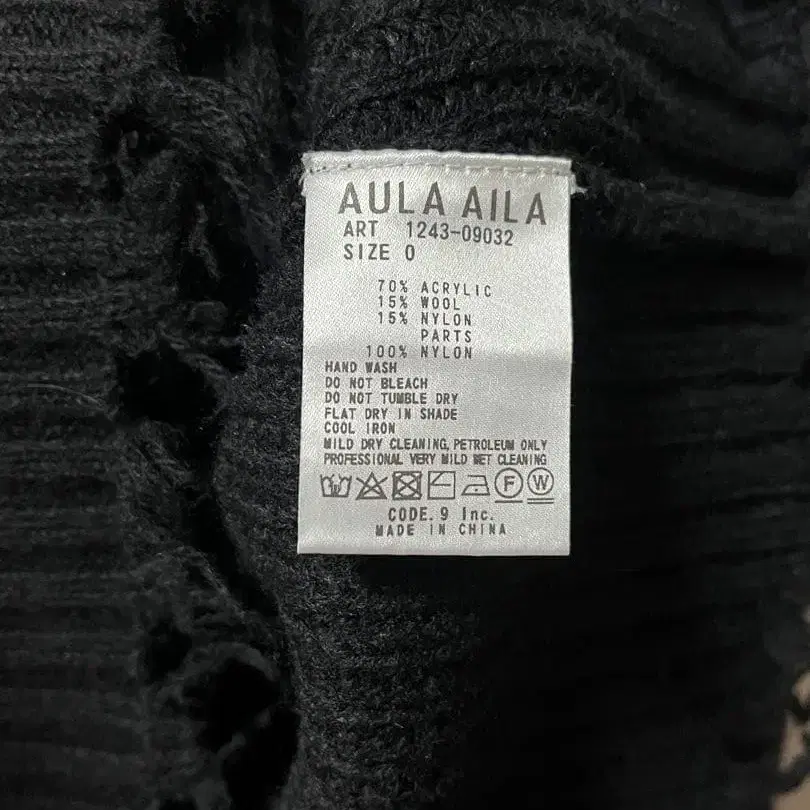 AULA AILA
ART 1243-09032
SIZE 0
70% ACRYLIC
15% WOOL
15% NYLON
PARTS
100% NYLON
HAND WASH
DO NOT BLEACH
DO NOT TUMBLE DRY
FLAT DRY IN SHADE
COOL IRON
MILD DRY CLEANING, PETROLEUM ONLY
PROFESSIONAL VERY MILD WET CLEANING
F W
CODE. 9 Inc.
MADE IN CHINA